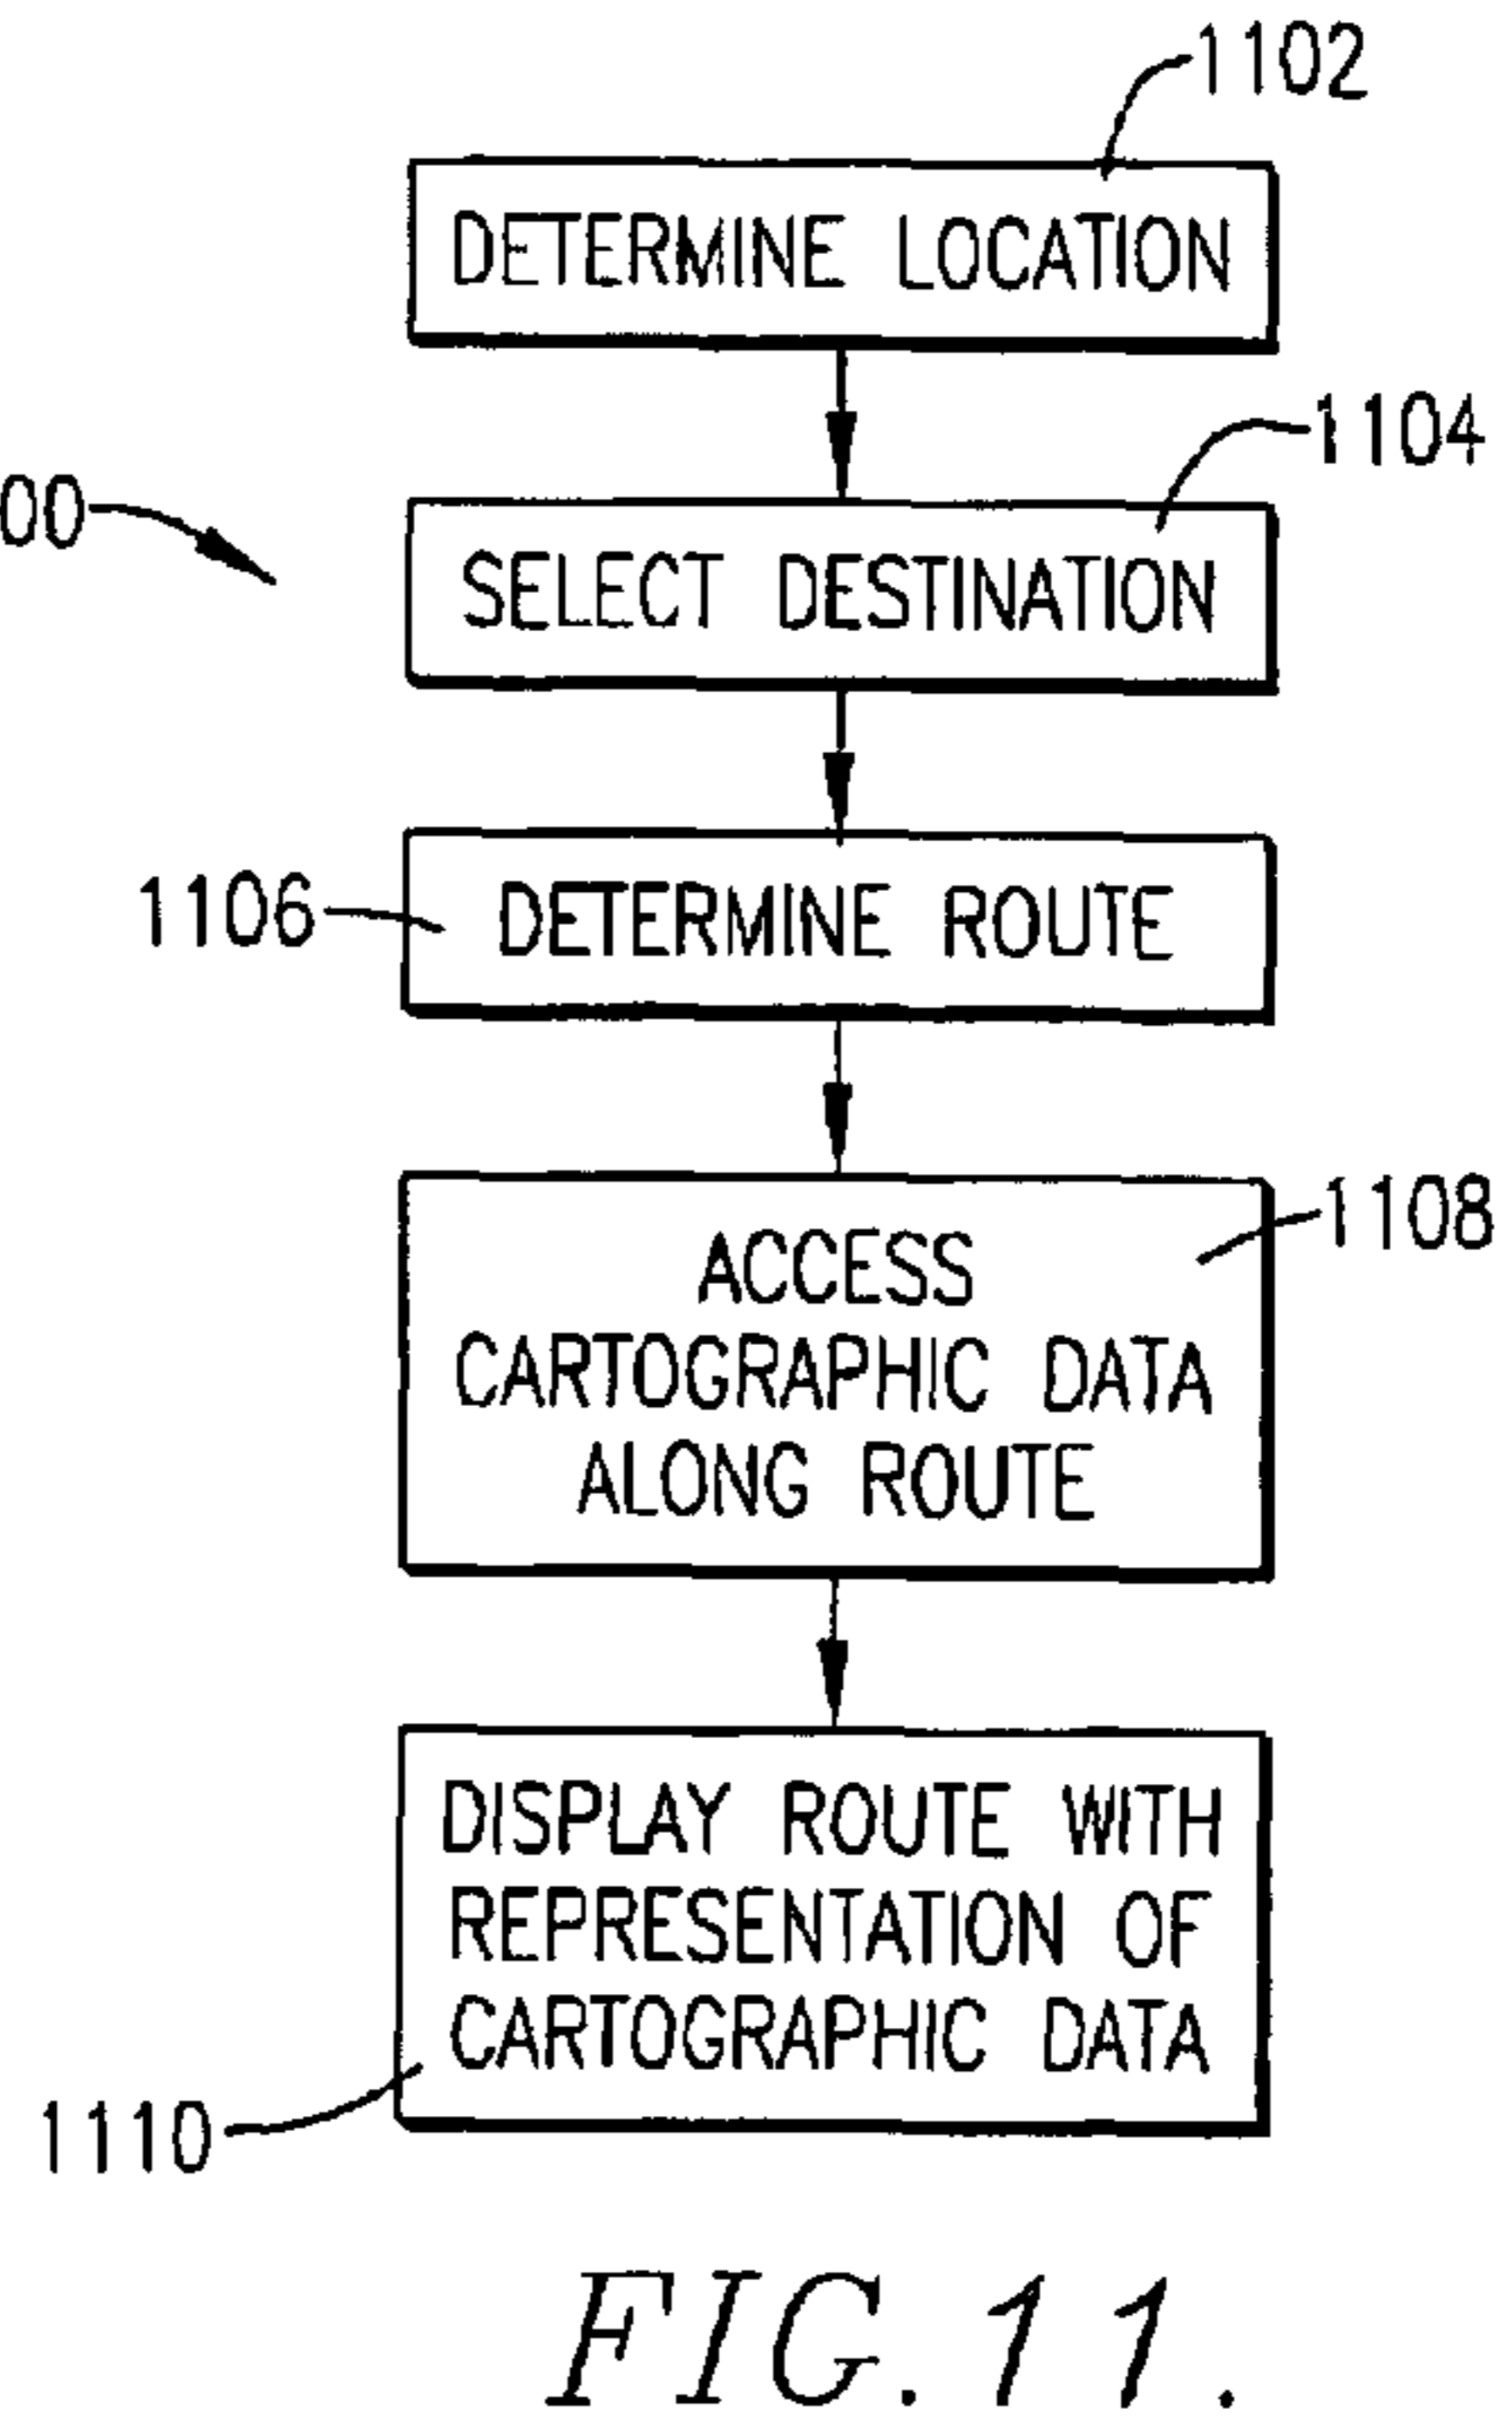 1102
DETERMINE LOCATION
1104
00
SELECT DESTINATION
1106
DETERMINE ROUTE
1108
ACCESS
CARTOGRAPHIC DATA
ALONG ROUTE
DISPLAY ROUTE WITH
REPRESENTATION OF
CARTOGRAPHIC DATA
1110
FIG.11.